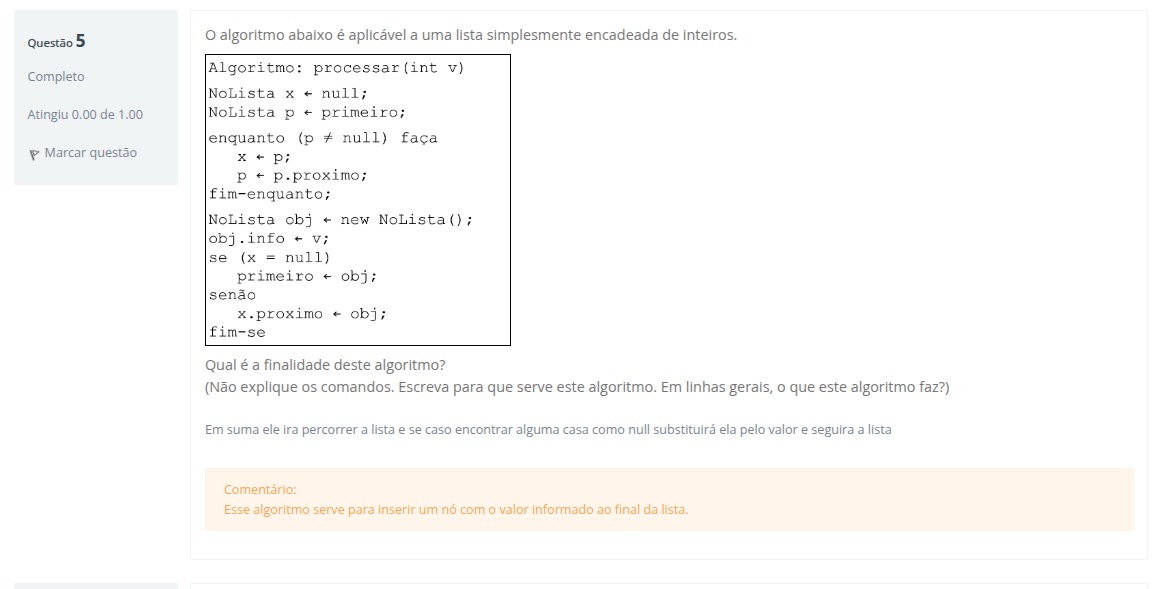 Questão 5
Completo
Atingiu 0.00 de 1.00
Marcar questão
O algoritmo abaixo é aplicável a uma lista simplesmente encadeada de inteiros.
Algoritmo: processar(int v)
NoLista x ← null;
NoLista p ← primeiro;
enquanto (p ≠ null) faça
x ← p;
p ← p.proximo;
fim-enquanto;
NoLista obj ← new NoLista();
obj.info ← v;
se (x = null)
primeiro ← obj;
senão
x.proximo ← obj;
fim-se
Qual é a finalidade deste algoritmo?
(Não explique os comandos. Escreva para que serve este algoritmo. Em linhas gerais, o que este algoritmo faz?)
Em suma ele ira percorrer a lista e se caso encontrar alguma casa como null substituirá ela pelo valor e seguira a lista
Comentário:
Esse algoritmo serve para inserir um nó com o valor informado ao final da lista.